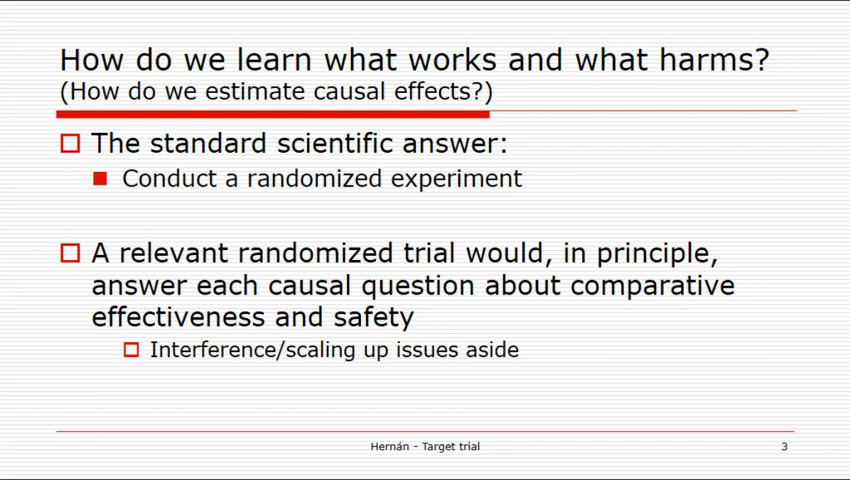 How do we learn what works and what harms?
(How do we estimate causal effects?)
The standard scientific answer:
Conduct a randomized experiment
A relevant randomized trial would, in principle,
answer each causal question about comparative
effectiveness and safety
Interference/scaling up issues aside
Hernán - Target trial
3